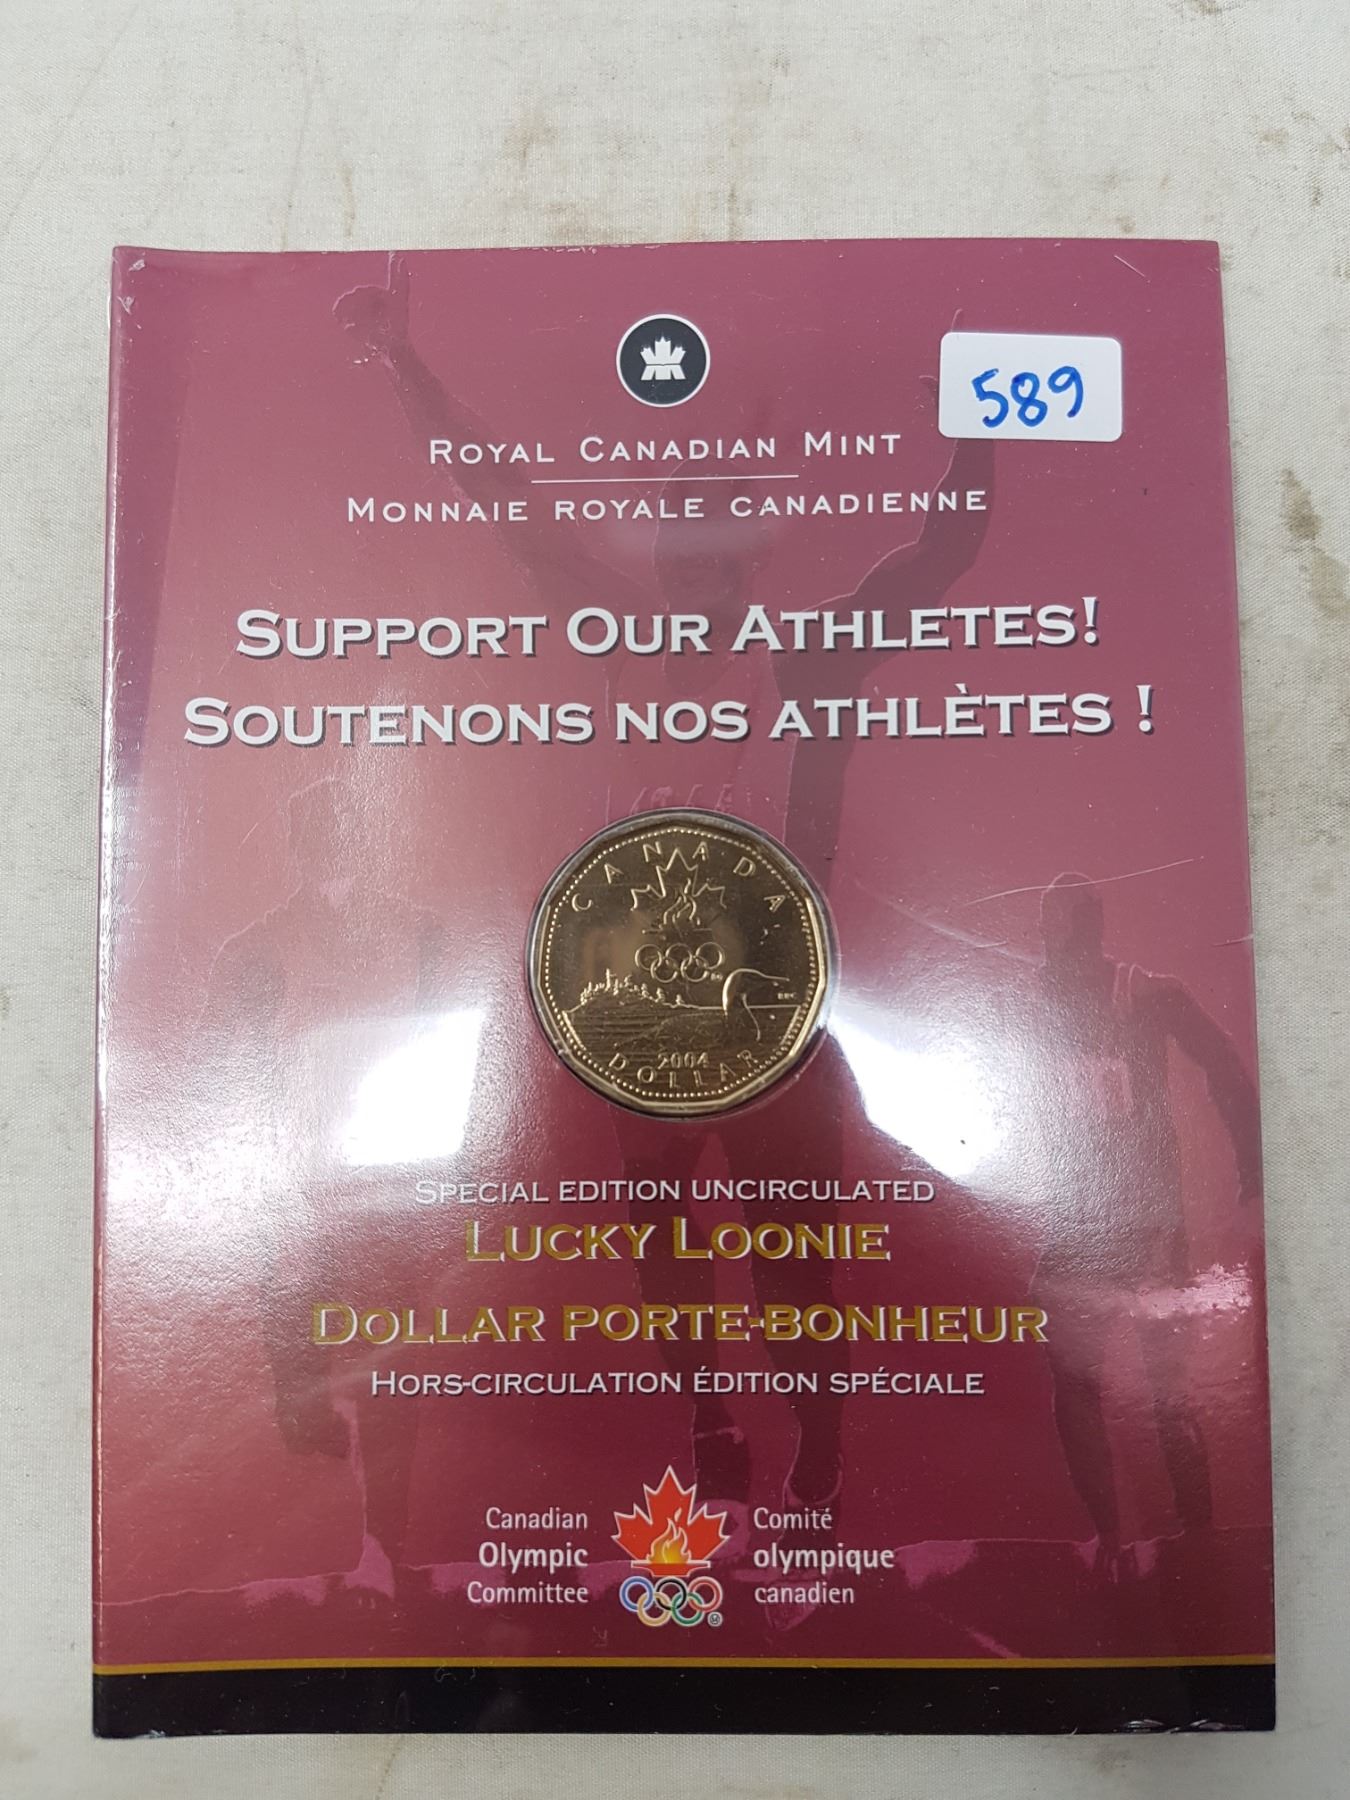 589
ROYAL CANADIAN MINT
MONNAIE ROYALE CANADIENNE
SUPPORT OUR ATHLETES!
SOUTENONS NOS ATHLÈTES !
CANADA
2004
DOLLAR
SPECIAL EDITION UNCIRCULATED
LUCKY LOONIE
DOLLAR PORTE-BONHEUR
HORS-CIRCULATION ÉDITION SPÉCIALE
Canadian
Olympic
Committee
Comité
olympique
canadien